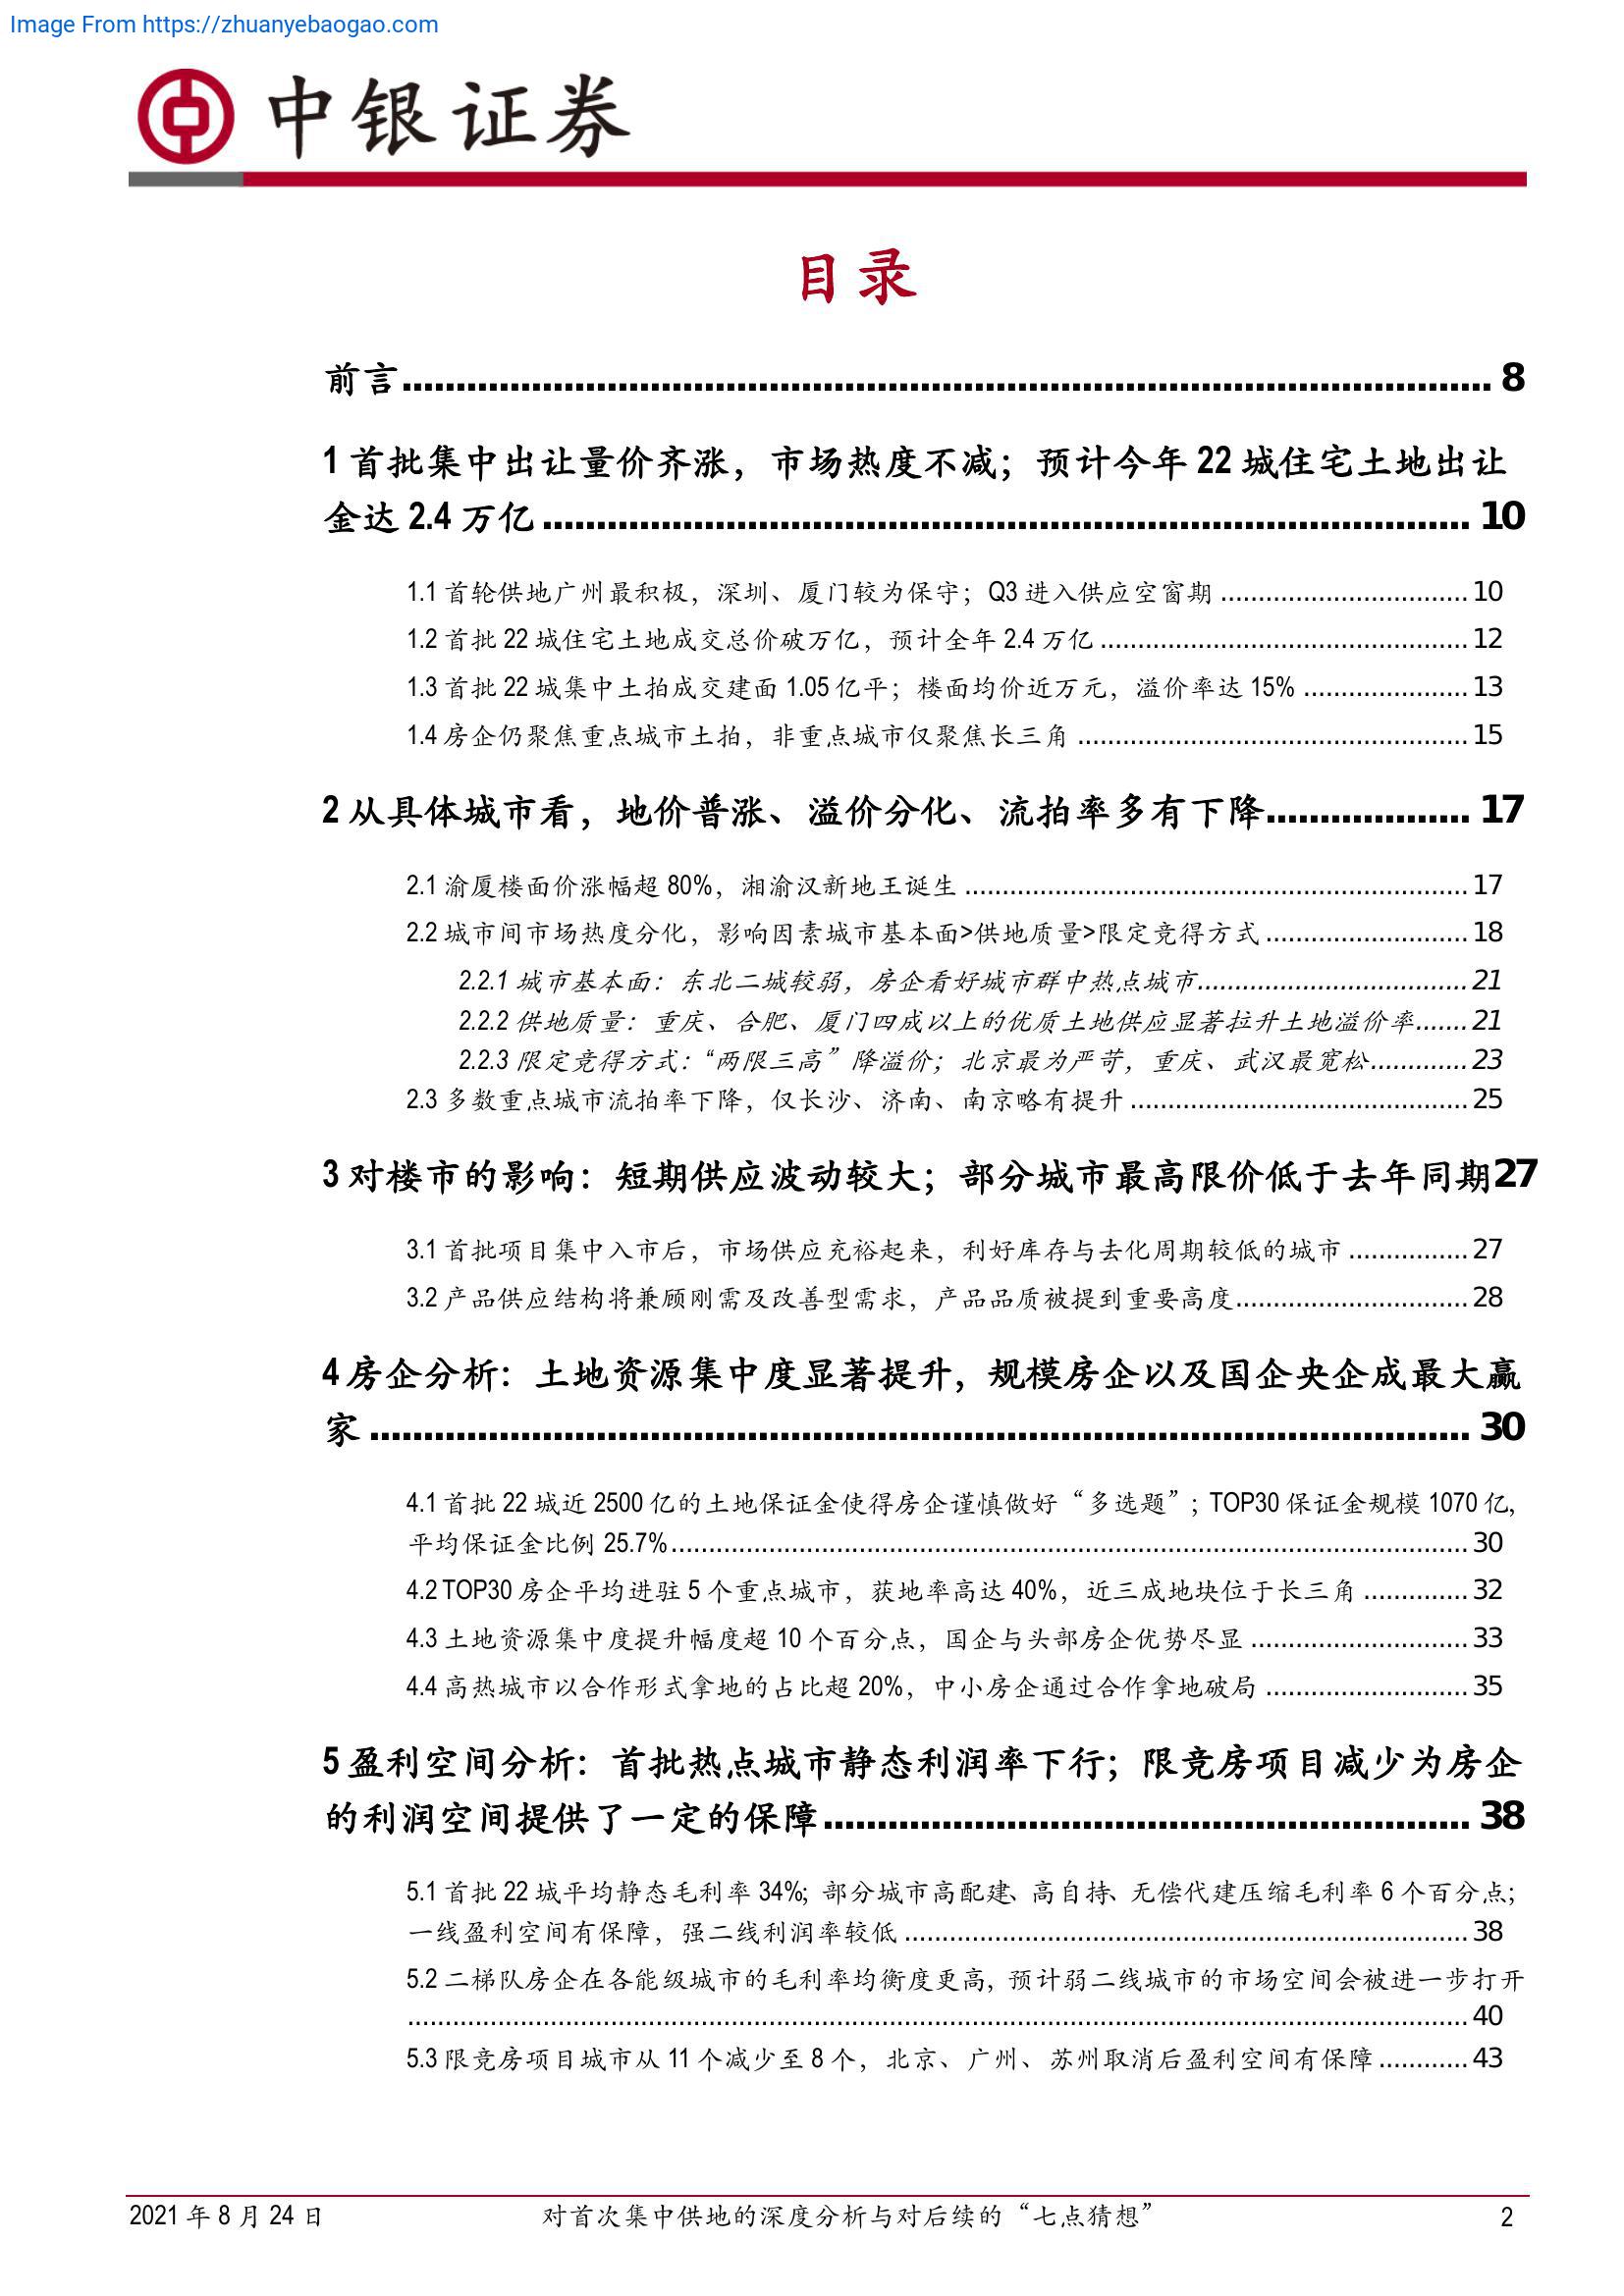 Image From https://zhuanyebaogao.com
中银证券
目录
前言........................................ 8
1 首批集中出让量价齐涨，市场热度不减；预计今年 22 城住宅土地出让
金达 2.4 万亿 ........................................ 10
1.1 首轮供地广州最积极，深圳、厦门较为保守；Q3 进入供应空窗期 ................................. 10
1.2 首批 22 城住宅土地成交总价破万亿，预计全年 2.4 万亿 ................................. 12
1.3 首批 22 城集中土拍成交建面 1.05 亿平；楼面均价近万元，溢价率达 15% ...................... 13
1.4 房企仍聚焦重点城市土拍，非重点城市仅聚焦长三角 ................................. 15
2 从具体城市看，地价普涨、溢价分化、流拍率多有下降................... 17
2.1 渝厦楼面价涨幅超 80%，湘渝汉新地王诞生 ................................. 17
2.2 城市间市场热度分化，影响因素城市基本面>供地质量>限定竞得方式 ........................... 18
2.2.1 城市基本面：东北二城较弱，房企看好城市群中热点城市.................................... 21
2.2.2 供地质量：重庆、合肥、厦门四成以上的优质土地供应显著拉升土地溢价率....... 21
2.2.3 限定竞得方式：“两限三高”降溢价；北京最为严苛，重庆、武汉最宽松............. 23
2.3 多数重点城市流拍率下降，仅长沙、济南、南京略有提升 ................................. 25
3 对楼市的影响：短期供应波动较大；部分城市最高限价低于去年同期27
3.1 首批项目集中入市后，市场供应充裕起来，利好库存与去化周期较低的城市 ................ 27
3.2 产品供应结构将兼顾刚需及改善型需求，产品品质被提到重要高度............................... 28
4 房企分析：土地资源集中度显著提升，规模房企以及国企央企成最大赢
家 ........................................ 30
4.1 首批 22 城近 2500 亿的土地保证金使得房企谨慎做好“多选题”；TOP30 保证金规模 1070 亿，
平均保证金比例 25.7%................................. 30
4.2 TOP30 房企平均进驻 5 个重点城市，获地率高达 40%，近三成地块位于长三角 .............. 32
4.3 土地资源集中度提升幅度超 10 个百分点，国企与头部房企优势尽显 ............................. 33
4.4 高热城市以合作形式拿地的占比超 20%，中小房企通过合作拿地破局 ........................... 35
5 盈利空间分析：首批热点城市静态利润率下行；限竞房项目减少为房企
的利润空间提供了一定的保障........................................ 38
5.1 首批 22 城平均静态毛利率 34%；部分城市高配建、高自持、无偿代建压缩毛利率 6 个百分点；
一线盈利空间有保障，强二线利润率较低 ................................. 38
5.2 二梯队房企在各能级城市的毛利率均衡度更高，预计弱二线城市的市场空间会被进一步打开
................................. 40
5.3 限竞房项目城市从 11 个减少至 8 个，北京、广州、苏州取消后盈利空间有保障 ............ 43
2021 年 8 月 24 日 对首次集中供地的深度分析与对后续的“七点猜想” 2